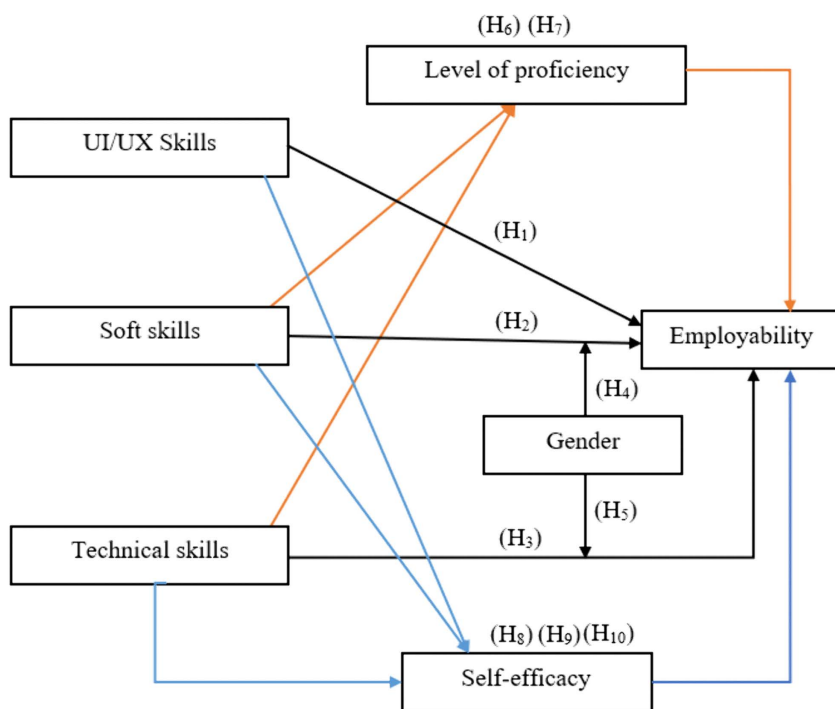 (H₆) (H₇)
Level of proficiency
UI/UX Skills
(H₁)
Soft skills
(H₂)
Employability
(H₄)
Gender
(H₅)
Technical skills
(H₃)
(H₈) (H₉) (H₁₀)
Self-efficacy